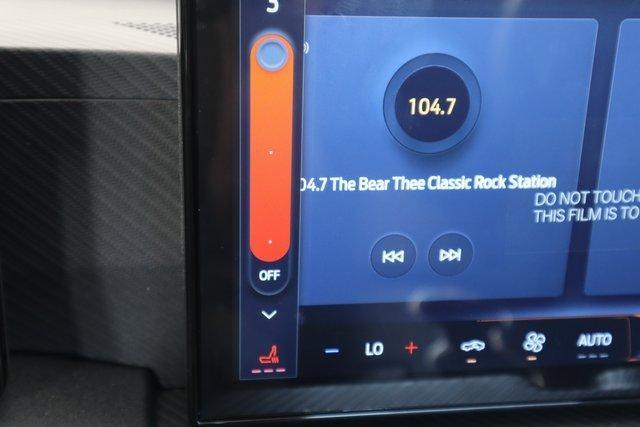 3
104.7
04.7 The Bear Thee Classic Rock Station
DO NOT TOUCH
THIS FILM IS TO
OFF
LO
AUTO